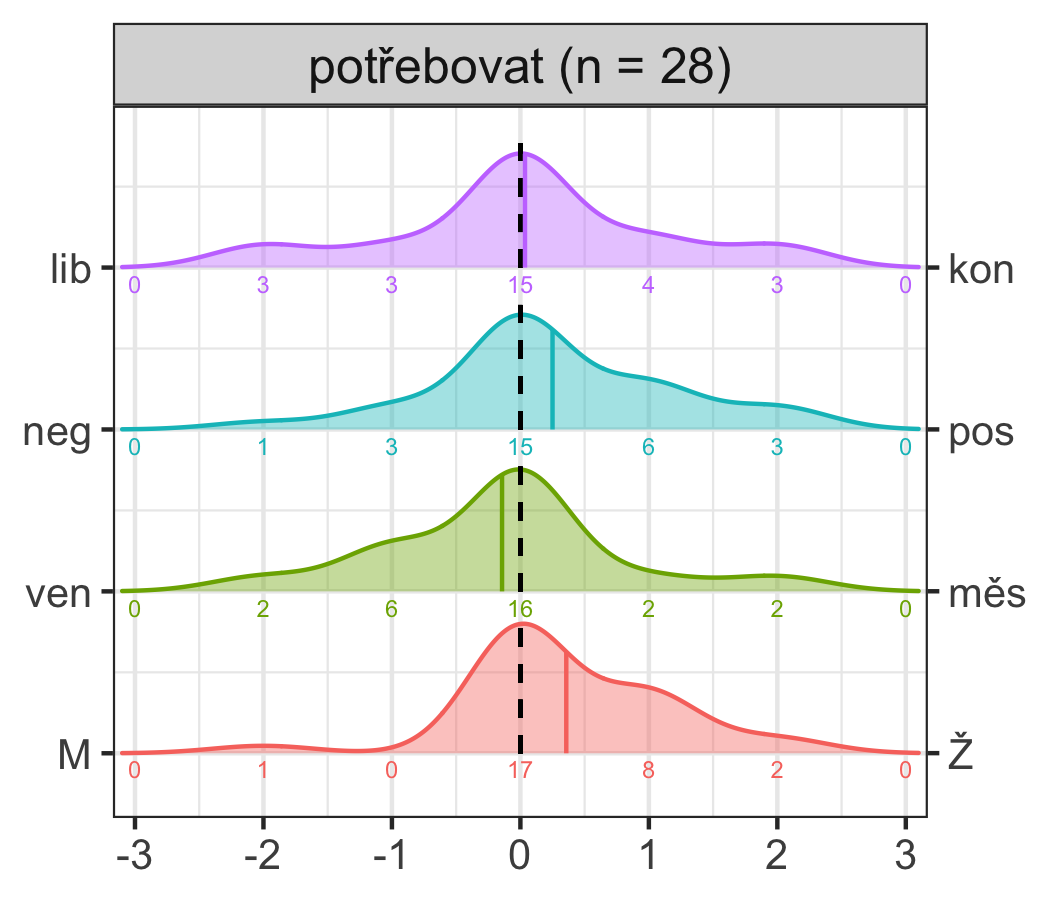 potřebovat (n = 28)
lib kon
0 3 3 15 4 3 0
neg pos
0 1 3 15 6 3 0
ven měs
0 2 6 16 2 2 0
M Ž
0 1 0 17 8 2 0
-3 -2 -1 0 1 2 3